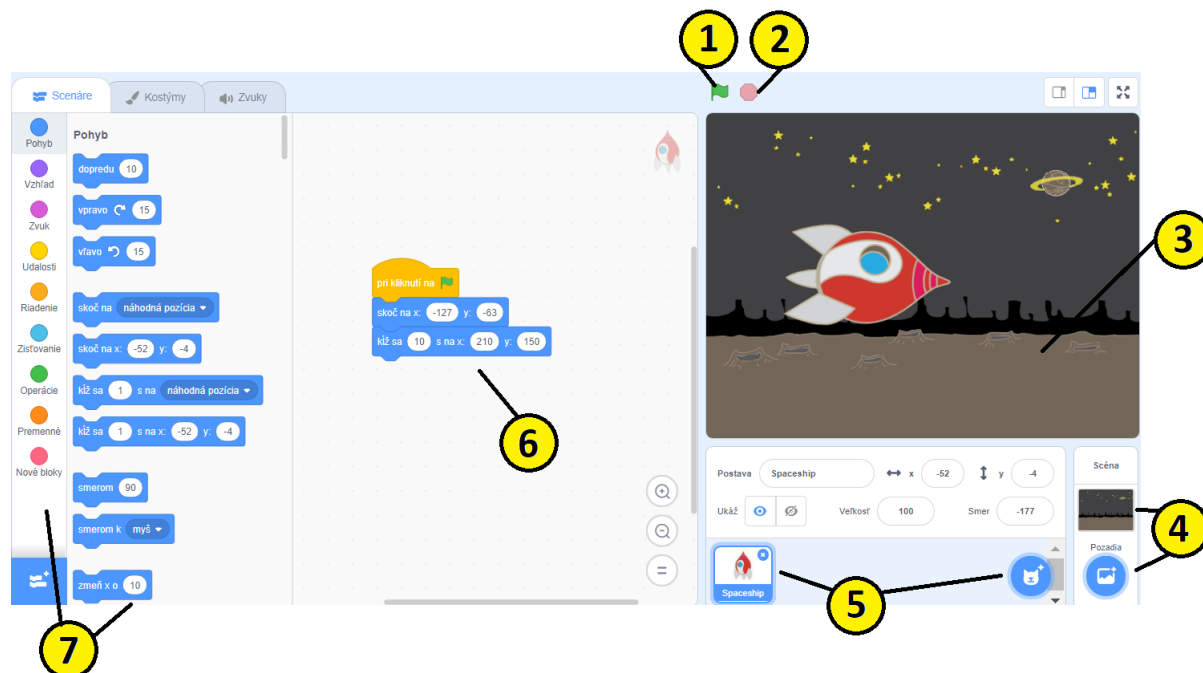 1
2
Scenáre
Kostýmy
Zvuky
Pohyb
Vzhľad
Zvuk
Udalosti
Riadenie
Zisťovanie
Operácie
Premenné
Nové bloky
Pohyb
dopredu 10
vpravo 15
vľavo 15
skoč na náhodná pozícia
skoč na x: -52 y: -4
kĺž sa 1 s na náhodná pozícia
kĺž sa 1 s na x: -52 y: -4
smerom 90
smerom k myš
zmeň x o 10
7
pri kliknutí na
skoč na x: -127 y: -63
kĺž sa 10 s na x: 210 y: 150
6
3
Postava Spaceship x -52 y -4
Ukáž Veľkosť 100 Smer -177
Spaceship
5
Scéna
4
Pozadia